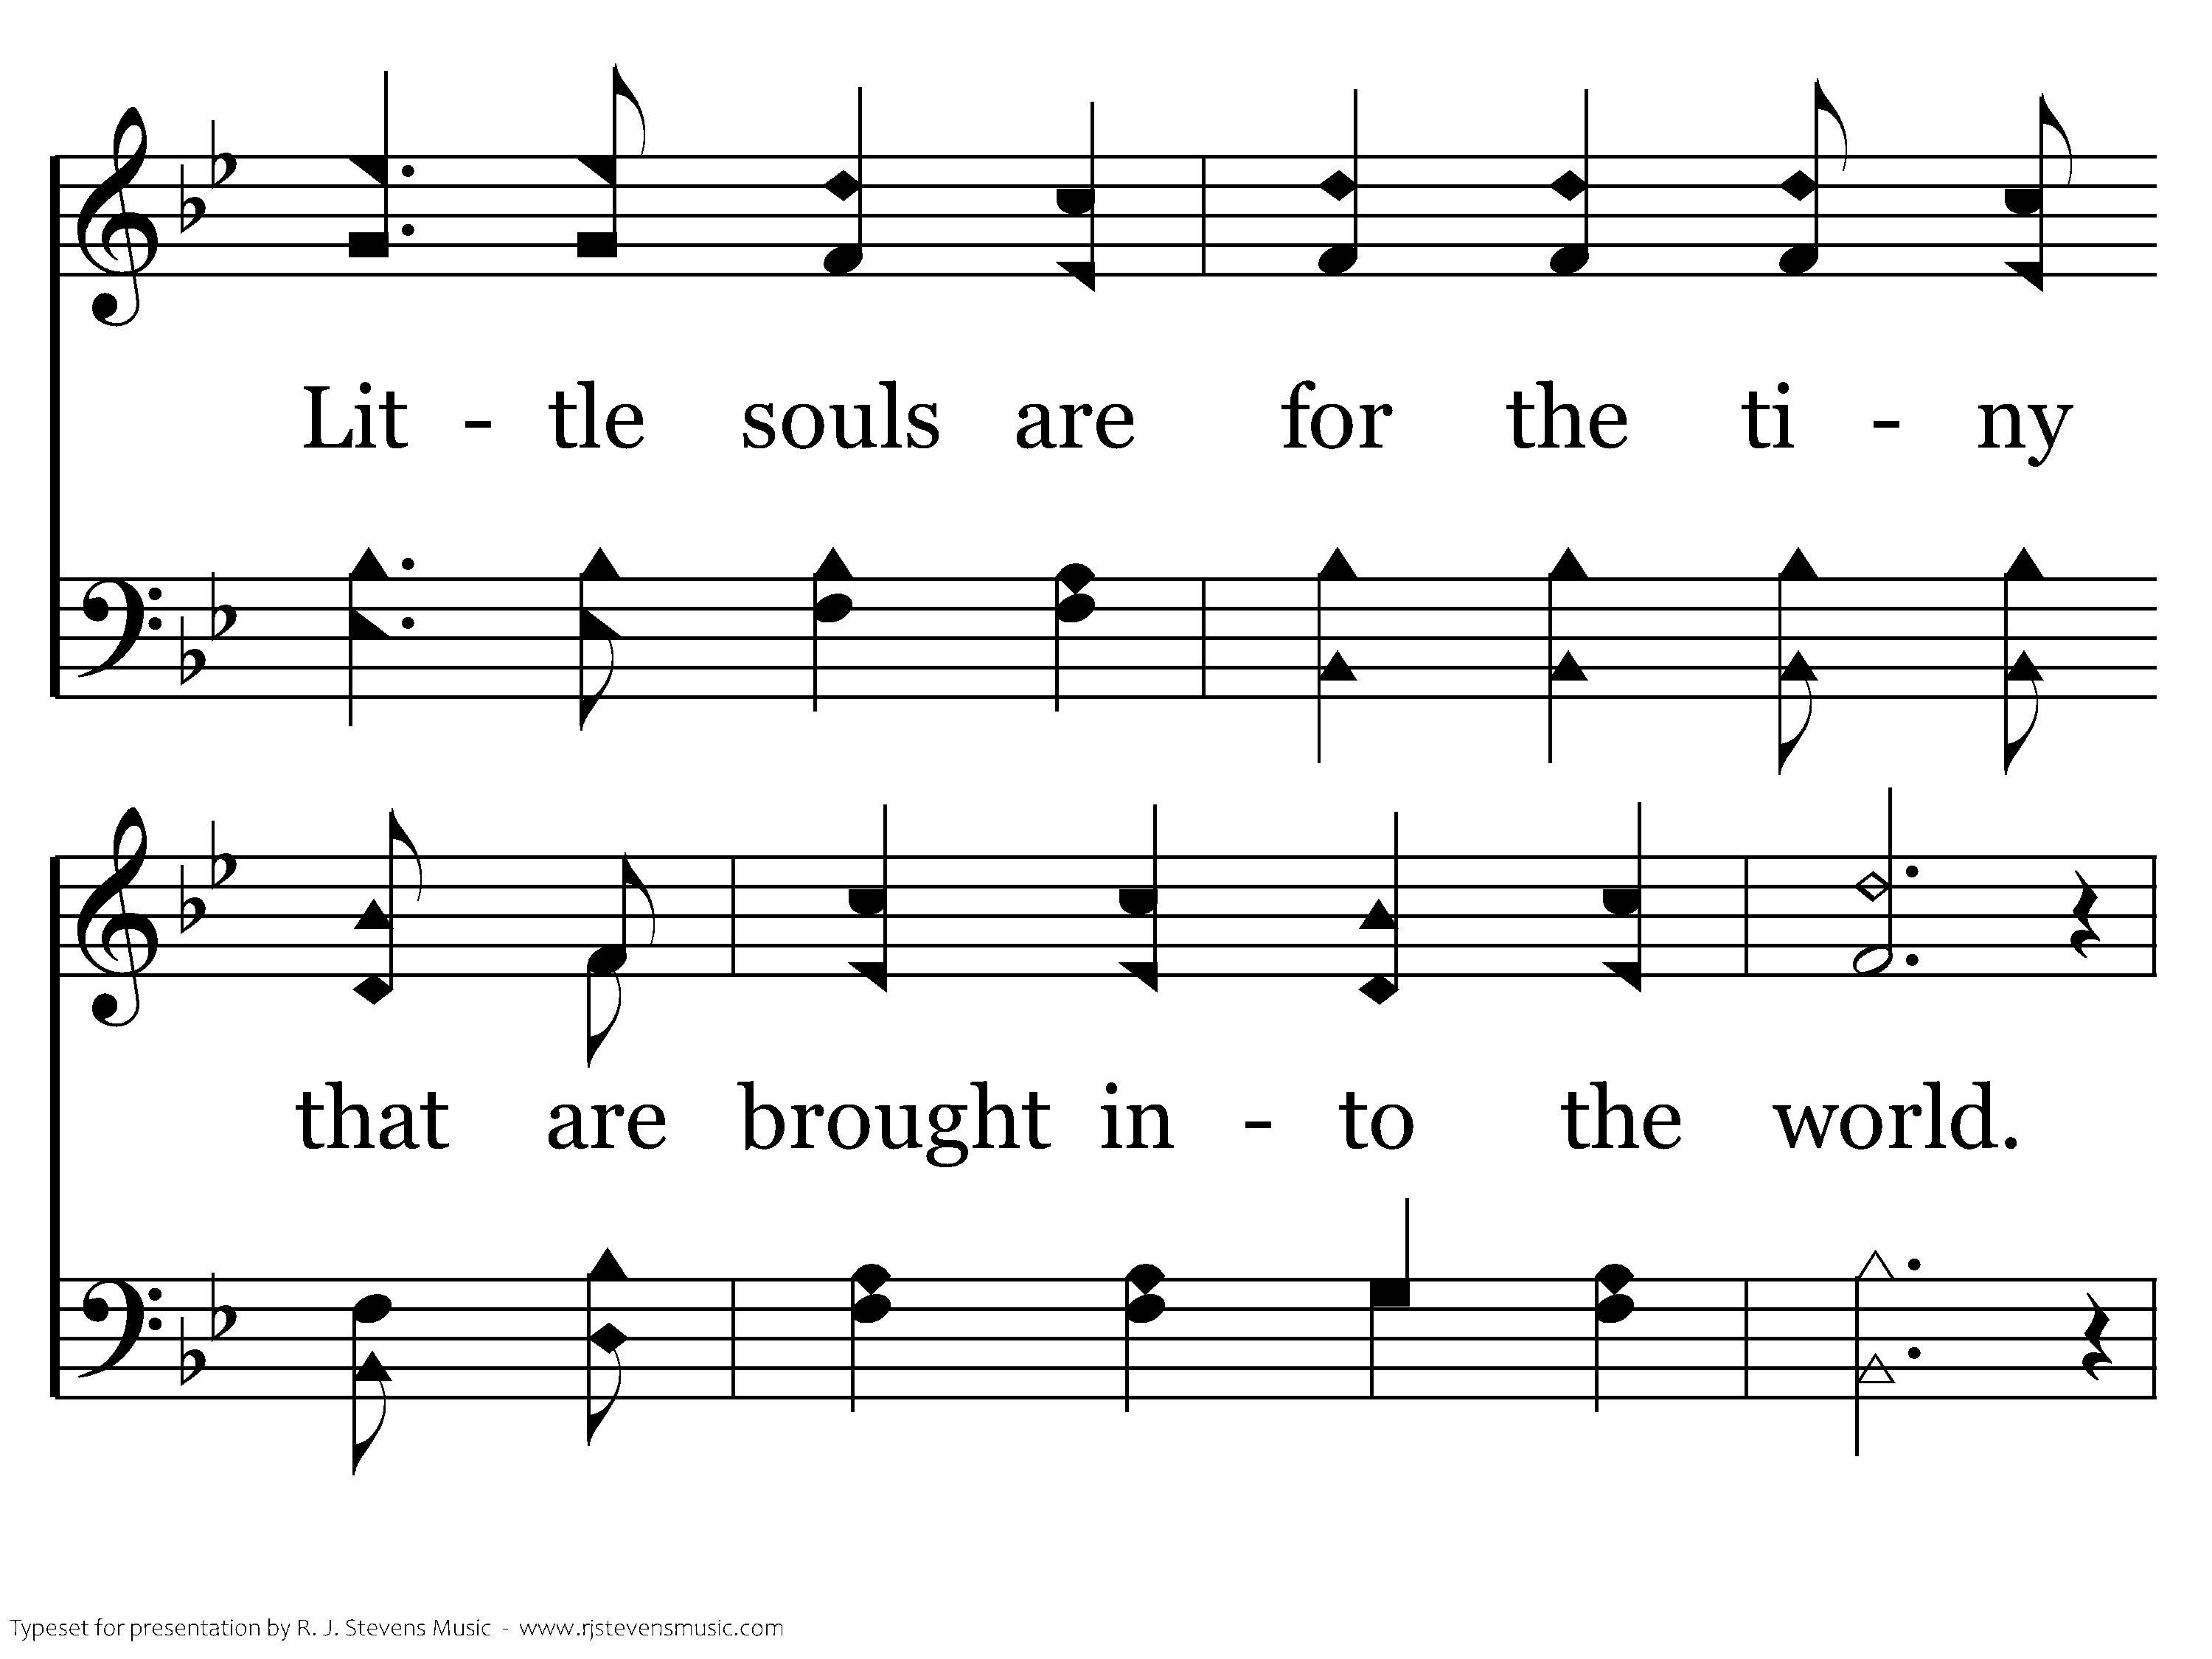 Lit - tle souls are for the ti - ny
that are brought in - to the world.
Typeset for presentation by R. J. Stevens Music - www.rjstevensmusic.com